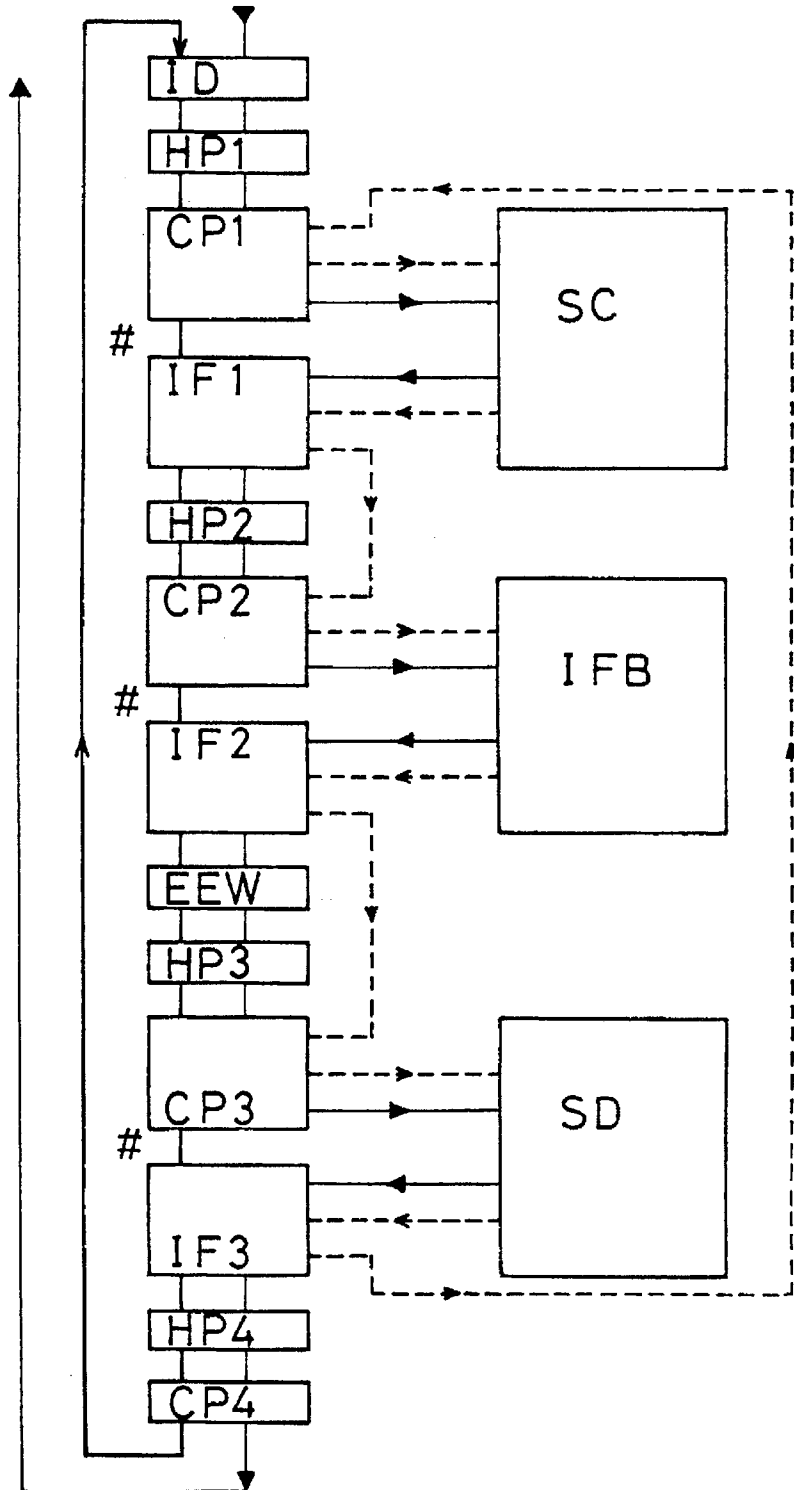 ID
HP1
CP1
SC
#
IF1
HP2
CP2
IFB
#
IF2
EEW
HP3
CP3
SD
#
IF3
HP4
CP4